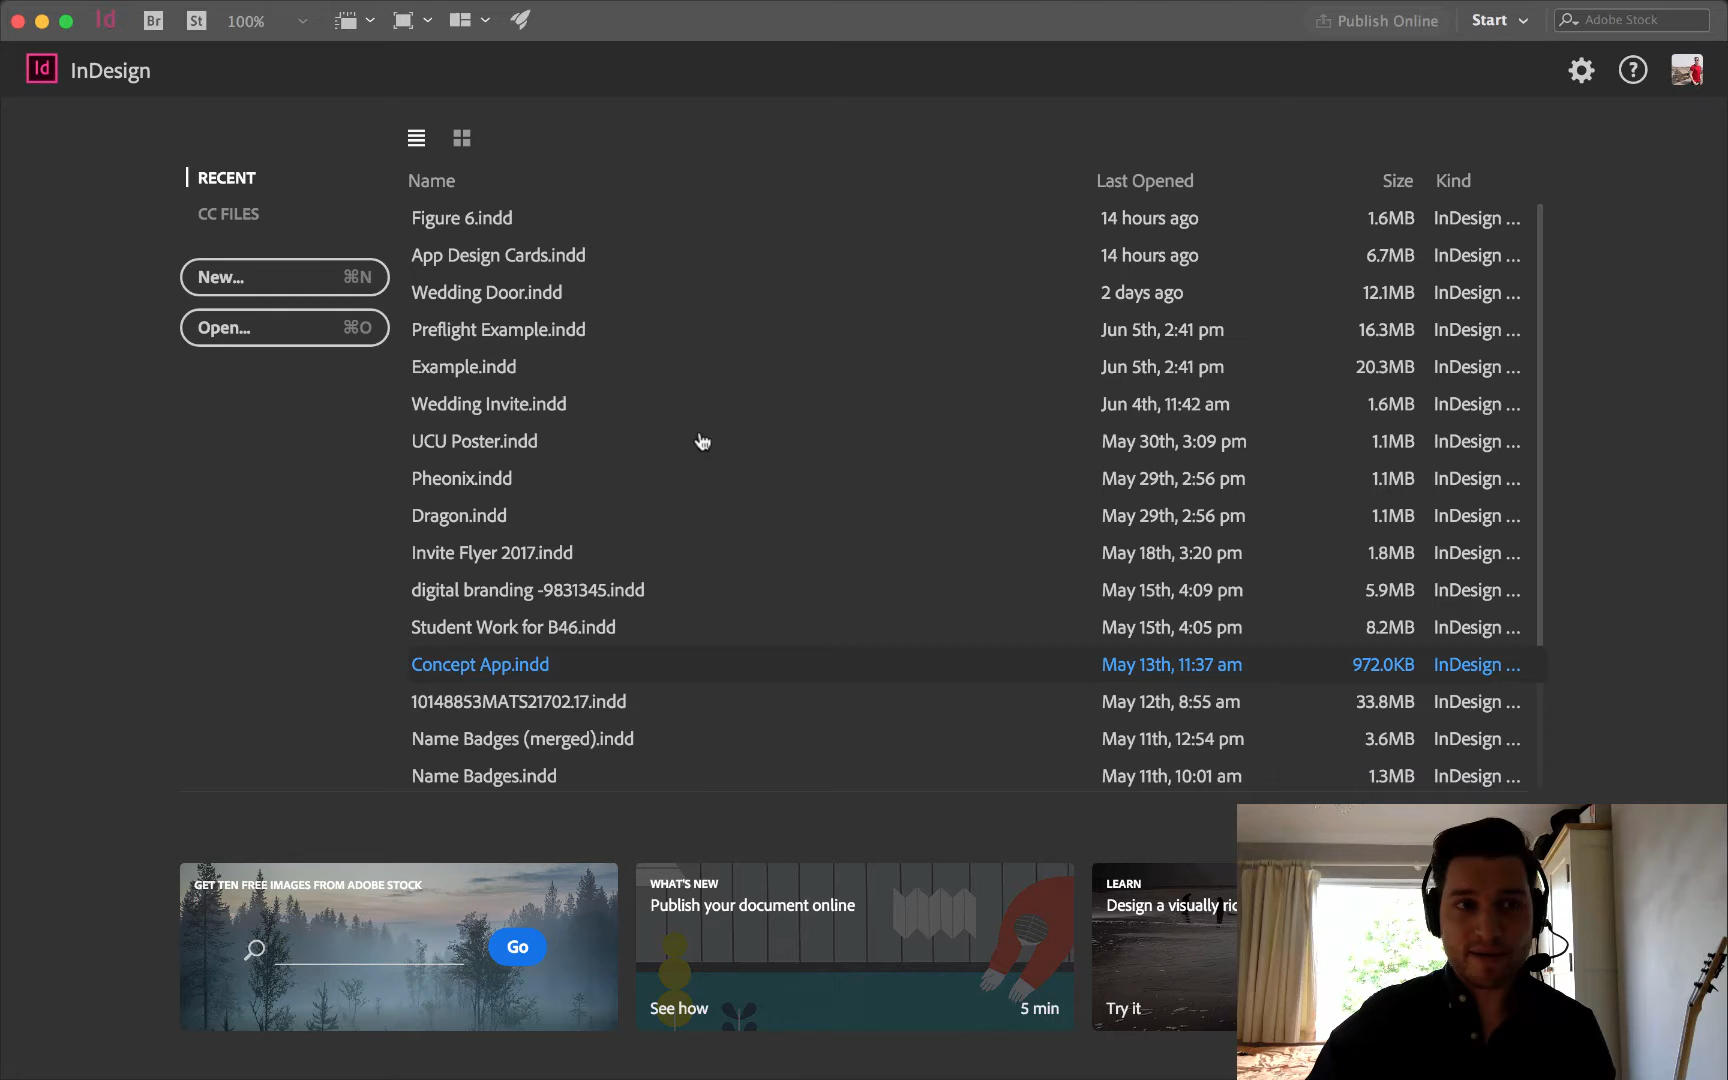 Id Br St 100% Publish Online Start Adobe Stock
Id InDesign
RECENT
CC FILES
New... ⌘N
Open... ⌘O
Name Last Opened Size Kind
Figure 6.indd 14 hours ago 1.6MB InDesign ...
App Design Cards.indd 14 hours ago 6.7MB InDesign ...
Wedding Door.indd 2 days ago 12.1MB InDesign ...
Preflight Example.indd Jun 5th, 2:41 pm 16.3MB InDesign ...
Example.indd Jun 5th, 2:41 pm 20.3MB InDesign ...
Wedding Invite.indd Jun 4th, 11:42 am 1.6MB InDesign ...
UCU Poster.indd May 30th, 3:09 pm 1.1MB InDesign ...
Pheonix.indd May 29th, 2:56 pm 1.1MB InDesign ...
Dragon.indd May 29th, 2:56 pm 1.1MB InDesign ...
Invite Flyer 2017.indd May 18th, 3:20 pm 1.8MB InDesign ...
digital branding -9831345.indd May 15th, 4:09 pm 5.9MB InDesign ...
Student Work for B46.indd May 15th, 4:05 pm 8.2MB InDesign ...
Concept App.indd May 13th, 11:37 am 972.0KB InDesign ...
10148853MATS21702.17.indd May 12th, 8:55 am 33.8MB InDesign ...
Name Badges (merged).indd May 11th, 12:54 pm 3.6MB InDesign ...
Name Badges.indd May 11th, 10:01 am 1.3MB InDesign ...
GET TEN FREE IMAGES FROM ADOBE STOCK
Go
WHAT'S NEW
Publish your document online
See how 5 min
LEARN
Design a visually
Try it